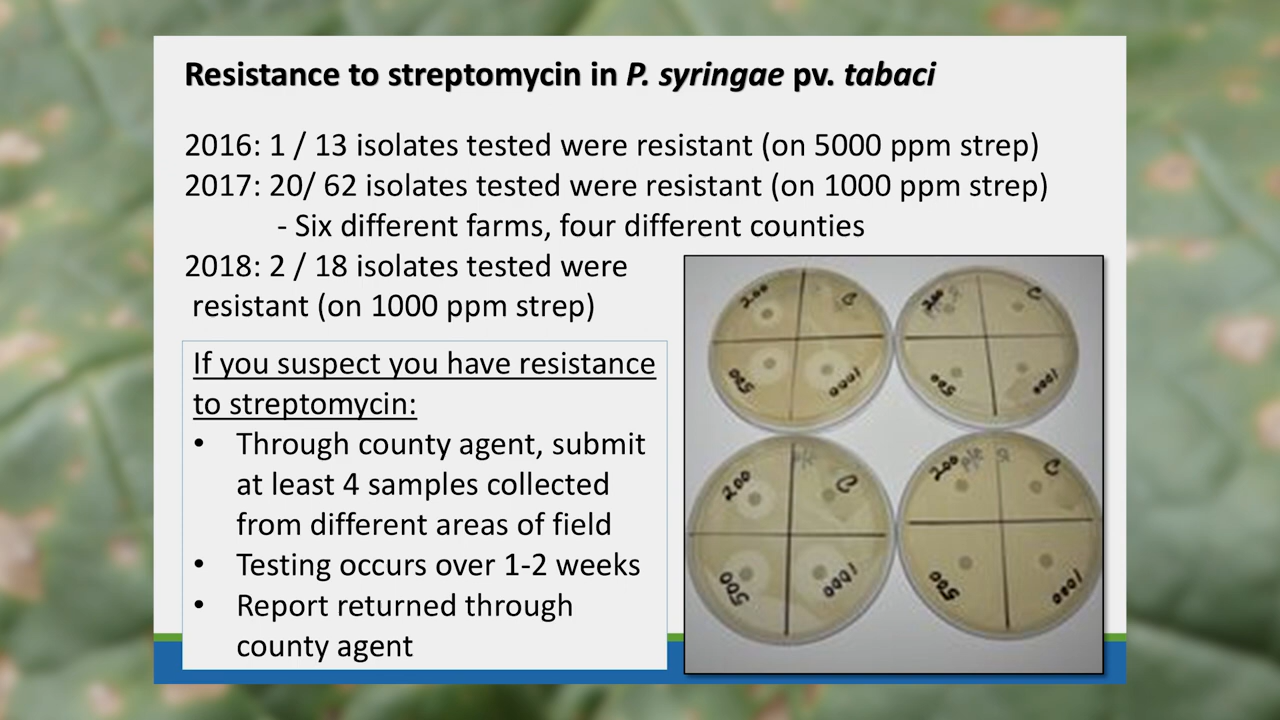 Resistance to streptomycin in P. syringae pv. tabaci
2016: 1 / 13 isolates tested were resistant (on 5000 ppm strep)
2017: 20/ 62 isolates tested were resistant (on 1000 ppm strep)
- Six different farms, four different counties
2018: 2 / 18 isolates tested were
resistant (on 1000 ppm strep)
If you suspect you have resistance
to streptomycin:
• Through county agent, submit
at least 4 samples collected
from different areas of field
• Testing occurs over 1-2 weeks
• Report returned through
county agent
200 C
500 1000
200 C
500 1000
200 C
500 1000
200 C
500 1000